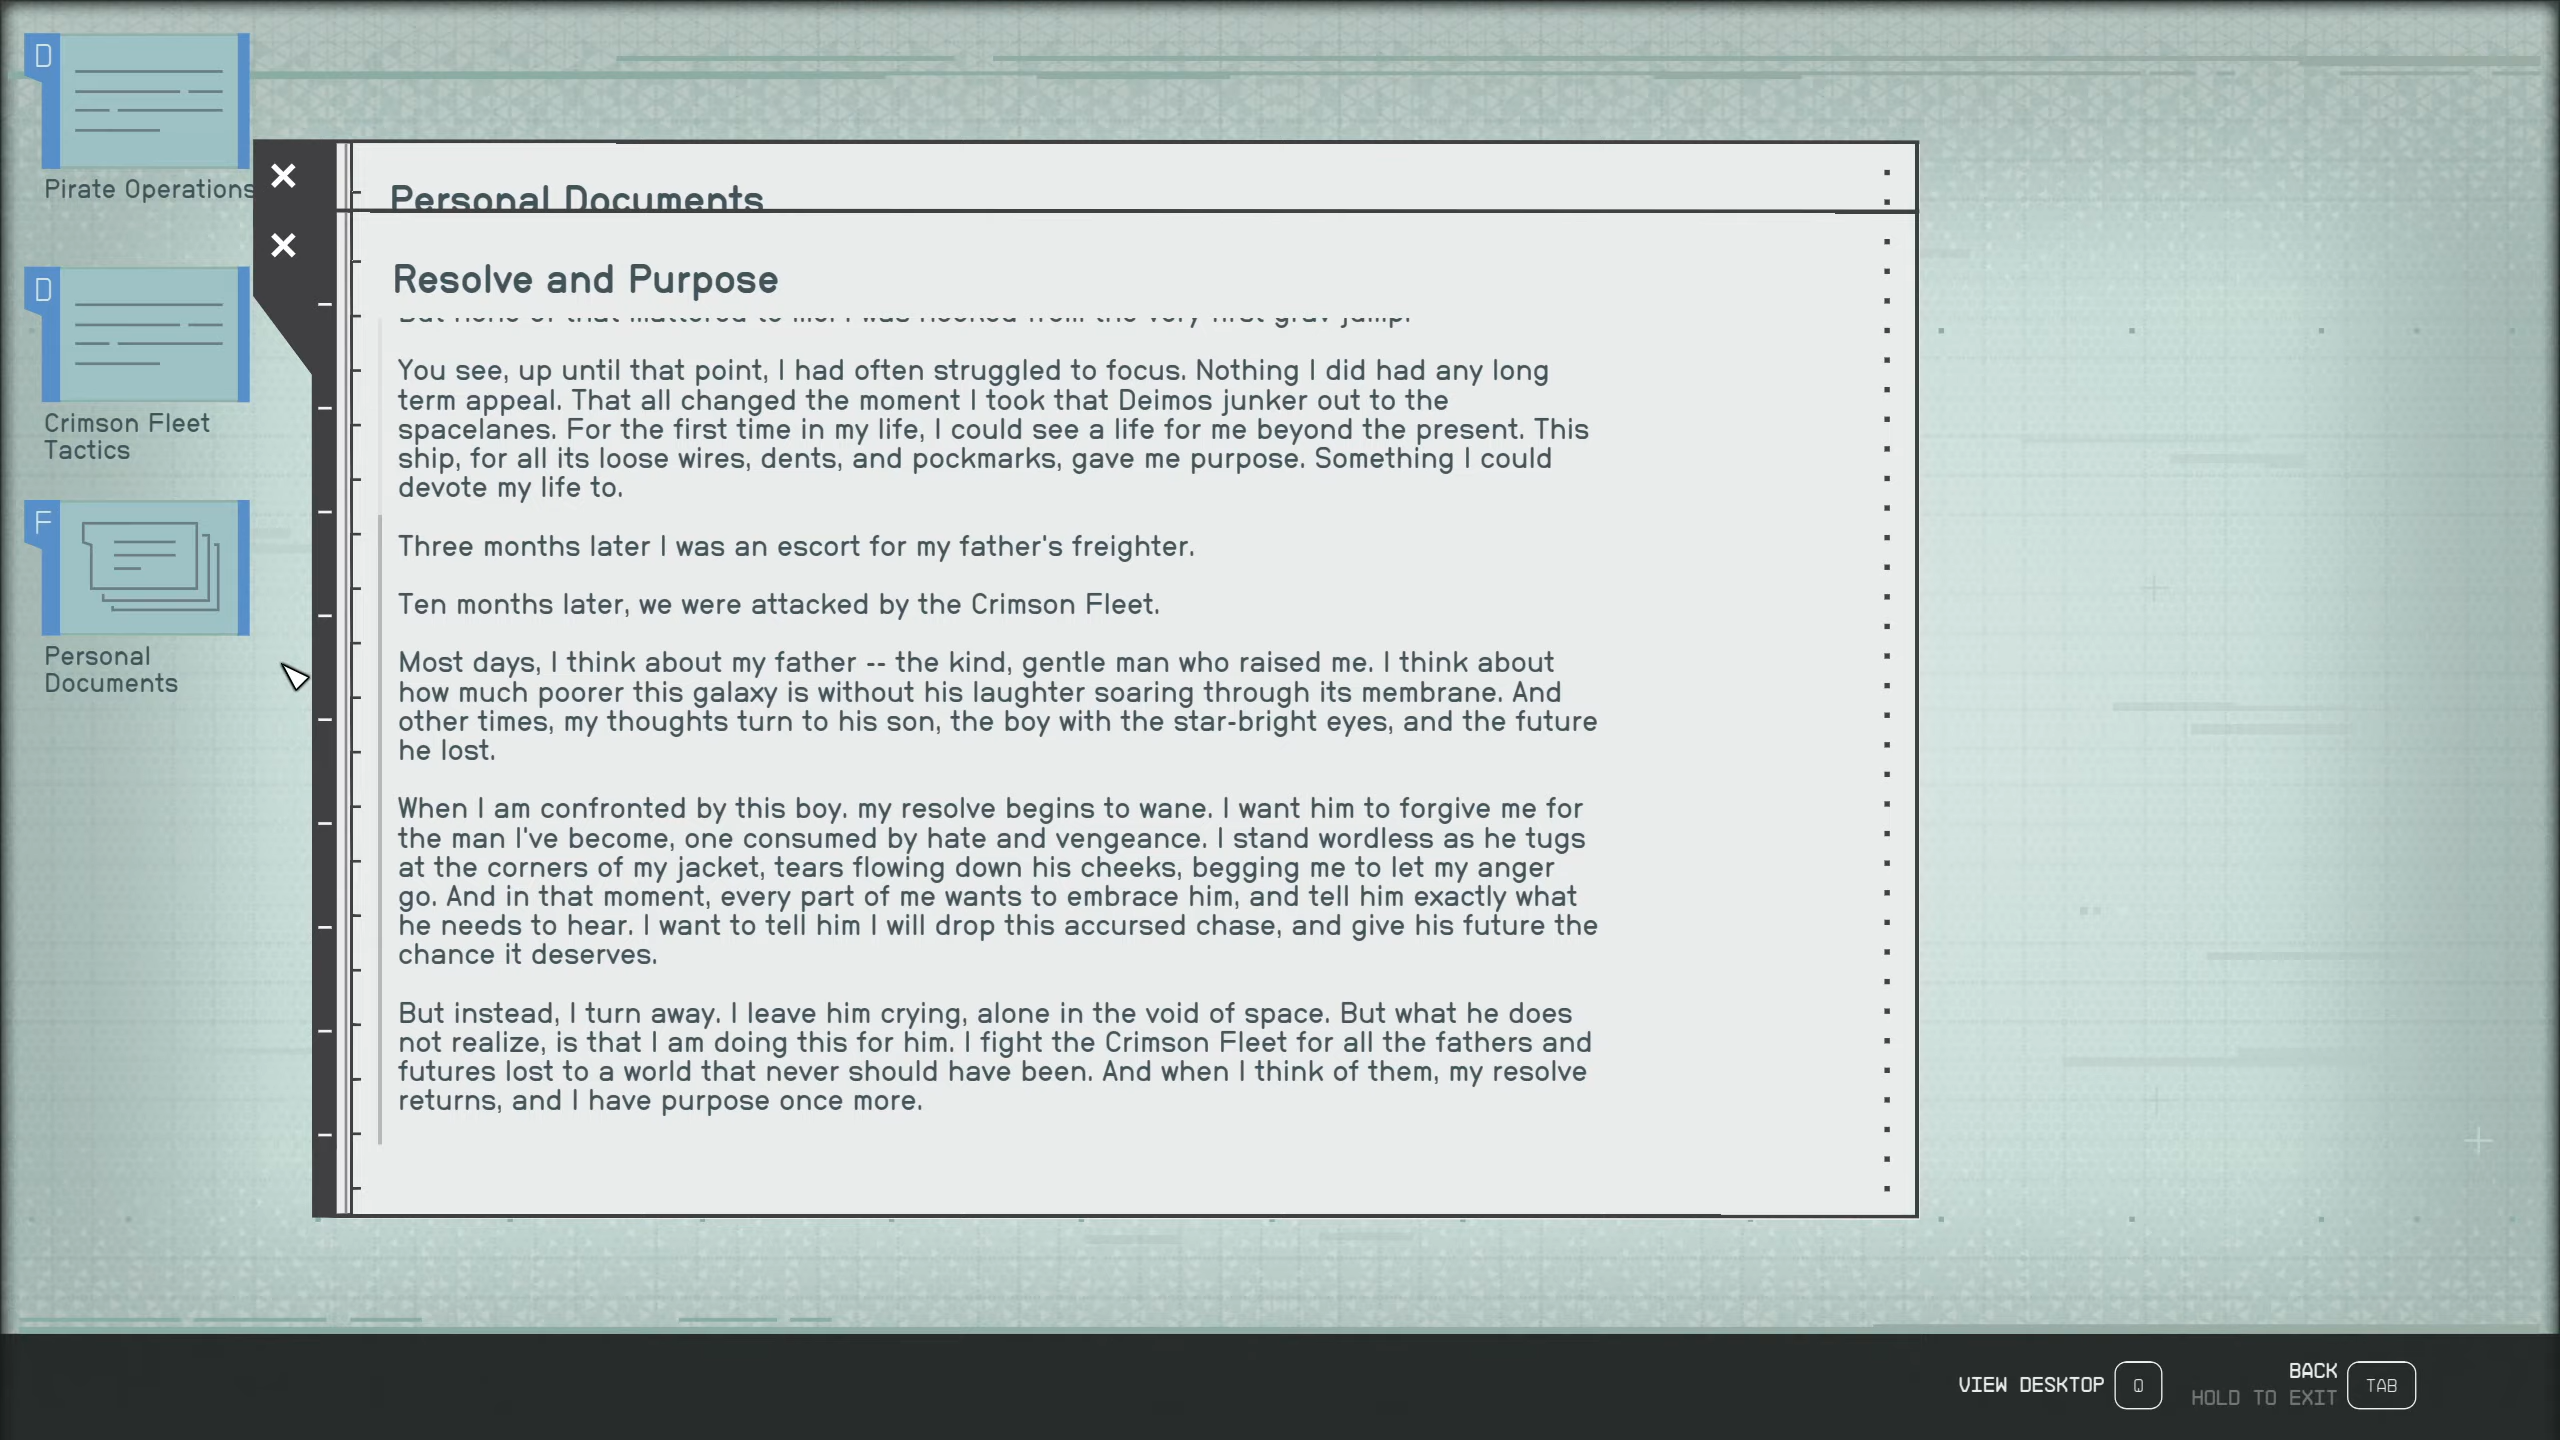 D
Pirate Operations
D
Crimson Fleet
Tactics
F
Personal
Documents
Personal Documents
Resolve and Purpose
But none of that mattered to me. I was hooked from the very first grav jump.
You see, up until that point, I had often struggled to focus. Nothing I did had any long
term appeal. That all changed the moment I took that Deimos junker out to the
spacelanes. For the first time in my life, I could see a life for me beyond the present. This
ship, for all its loose wires, dents, and pockmarks, gave me purpose. Something I could
devote my life to.
Three months later I was an escort for my father's freighter.
Ten months later, we were attacked by the Crimson Fleet.
Most days, I think about my father -- the kind, gentle man who raised me. I think about
how much poorer this galaxy is without his laughter soaring through its membrane. And
other times, my thoughts turn to his son, the boy with the star-bright eyes, and the future
he lost.
When I am confronted by this boy. my resolve begins to wane. I want him to forgive me for
the man I've become, one consumed by hate and vengeance. I stand wordless as he tugs
at the corners of my jacket, tears flowing down his cheeks, begging me to let my anger
go. And in that moment, every part of me wants to embrace him, and tell him exactly what
he needs to hear. I want to tell him I will drop this accursed chase, and give his future the
chance it deserves.
But instead, I turn away. I leave him crying, alone in the void of space. But what he does
not realize, is that I am doing this for him. I fight the Crimson Fleet for all the fathers and
futures lost to a world that never should have been. And when I think of them, my resolve
returns, and I have purpose once more.
VIEW DESKTOP Q
BACK
HOLD TO EXIT TAB